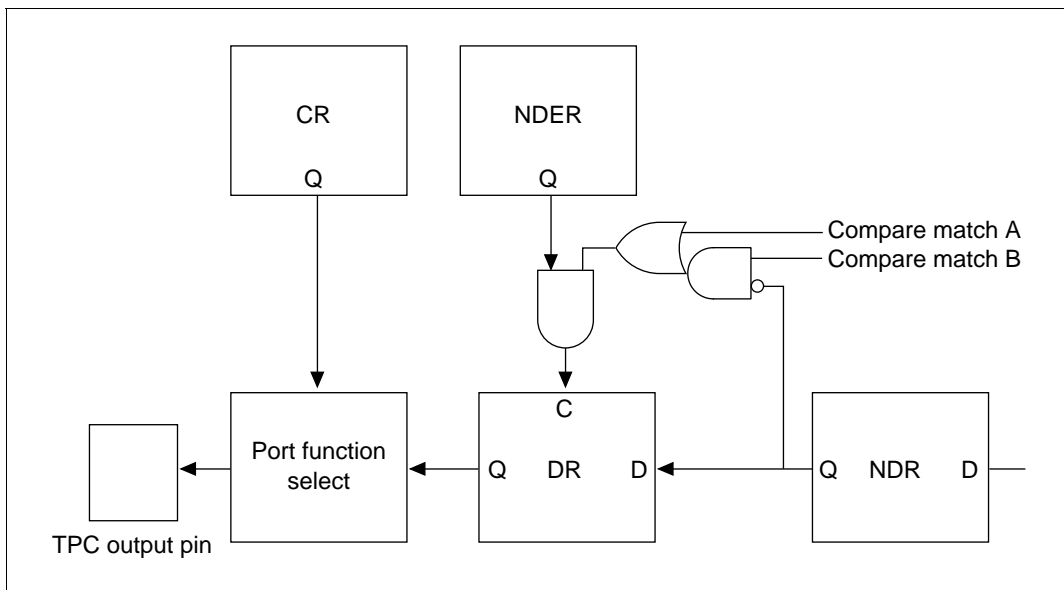 CR
NDER
Q
Q
Compare match A
Compare match B
C
Port function
select
Q
DR
D
Q
NDR
D
TPC output pin